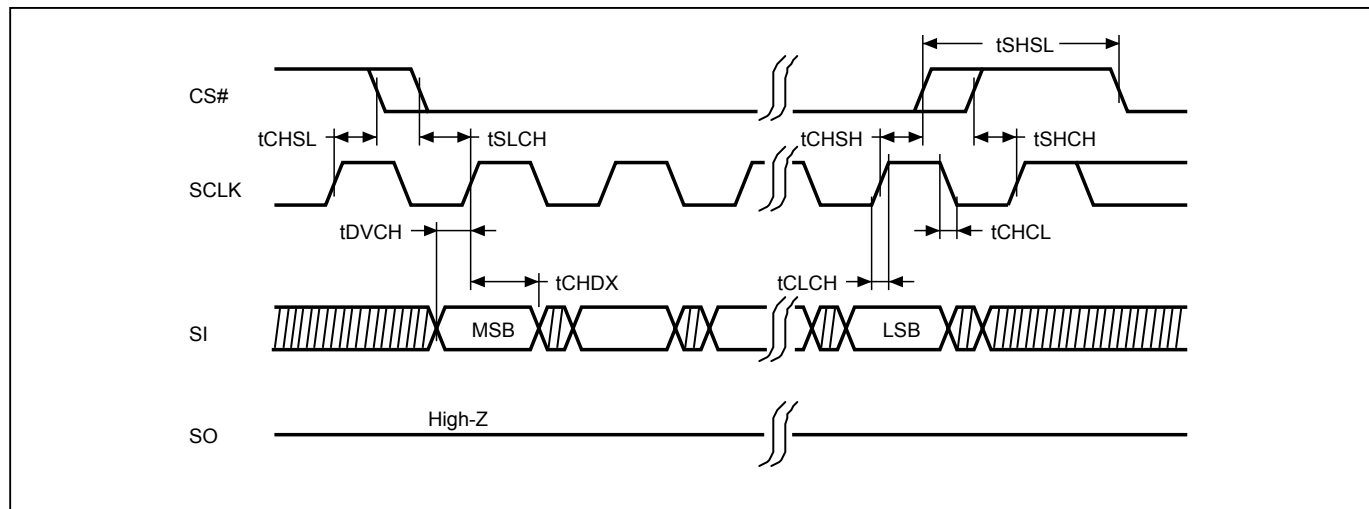 tSHSL
CS#
tCHSL
tSLCH
tCHSH
tSHCH
SCLK
tDVCH
tCHCL
tCHDX
tCLCH
SI
MSB
LSB
High-Z
SO